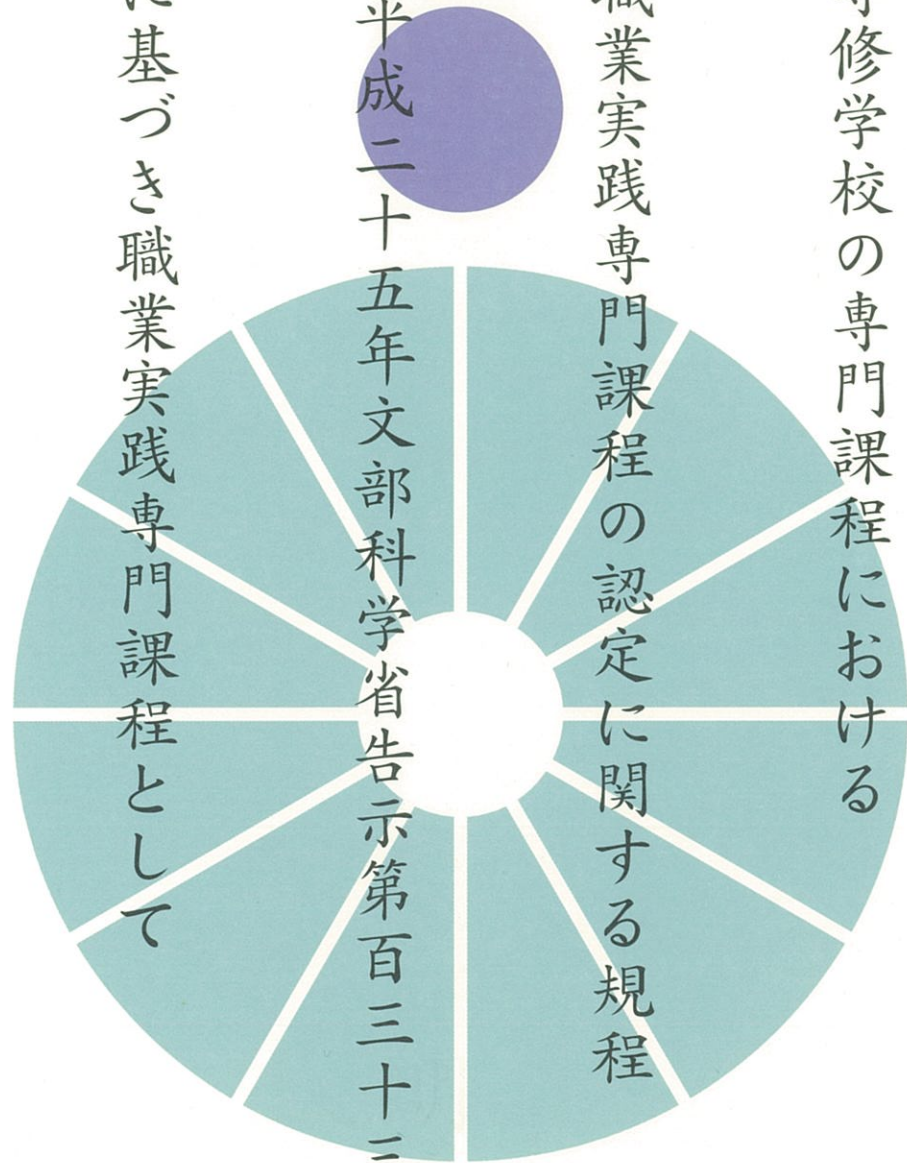 修学校の専門課程における
業実践専門課程の認定に関する規程
成二十五年文部科学省告示第百三十
基づき職業実践専門課程として